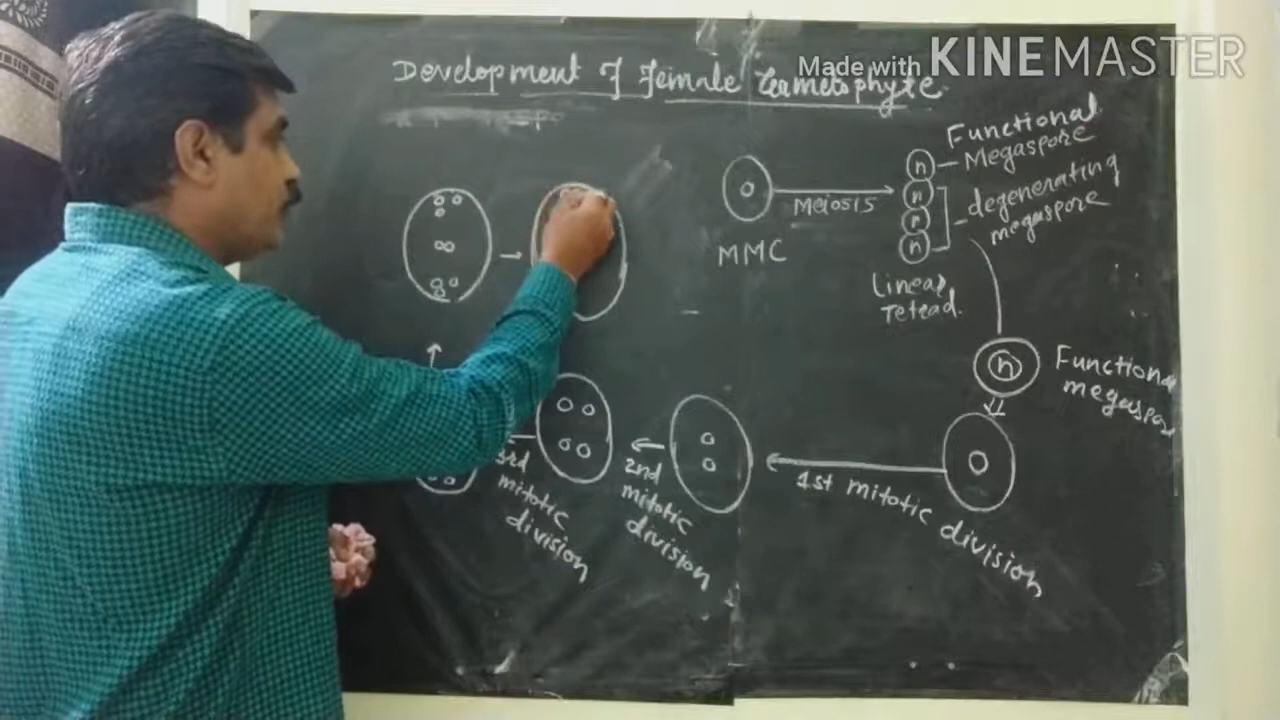 Made with KINEMASTER
Development of Female Gametophyte
Functional
Megaspore
n
n
n
n
degenerating
megaspore
Meiosis
MMC
Lineal
Tetrad.
n
Functional
megaspore
1st mitotic division
2nd
mitotic
division
3rd
mitotic
division